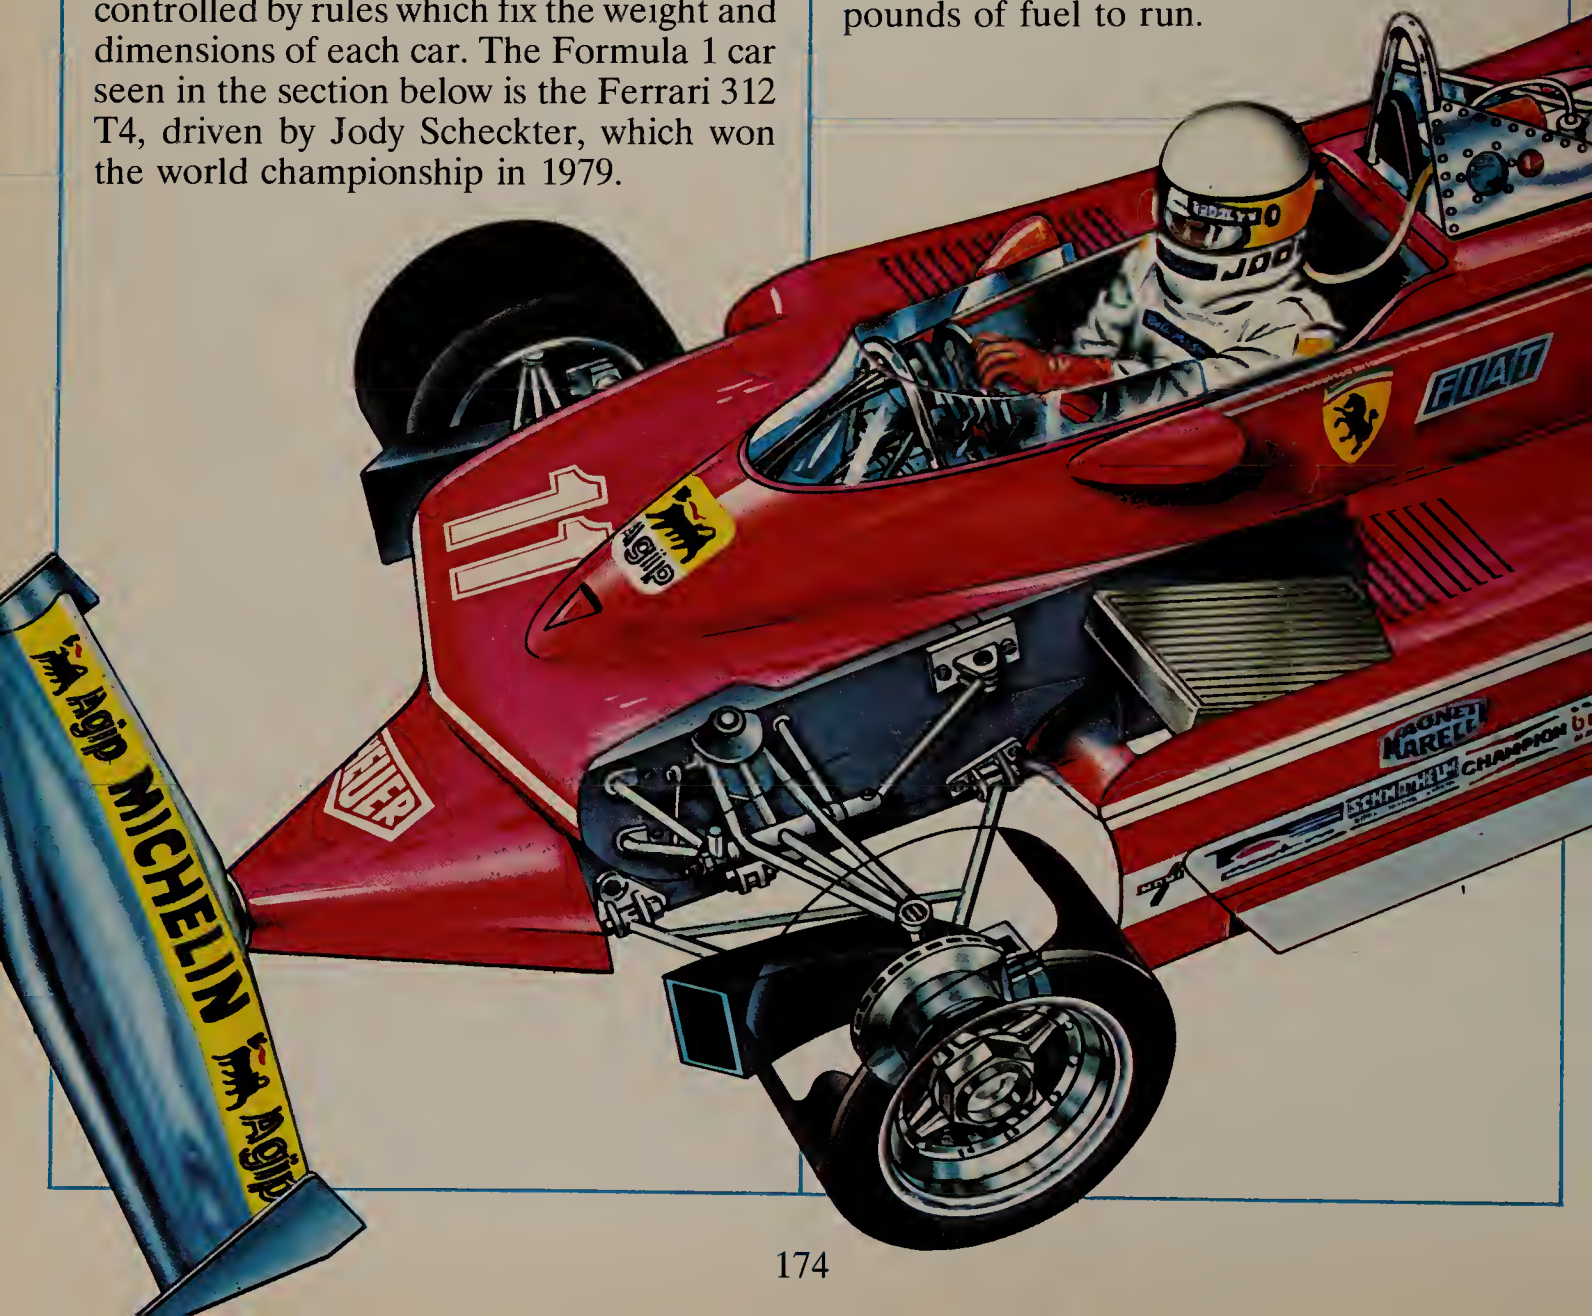 controlled by rules which fix the weight and
dimensions of each car. The Formula 1 car
seen in the section below is the Ferrari 312
T4, driven by Jody Scheckter, which won
the world championship in 1979.
pounds of fuel to run.
JODY
FIAT
11
Agip
Agip MICHELIN Agip
HEUER
MAGNETI
MARELLI
CHAMPION
174